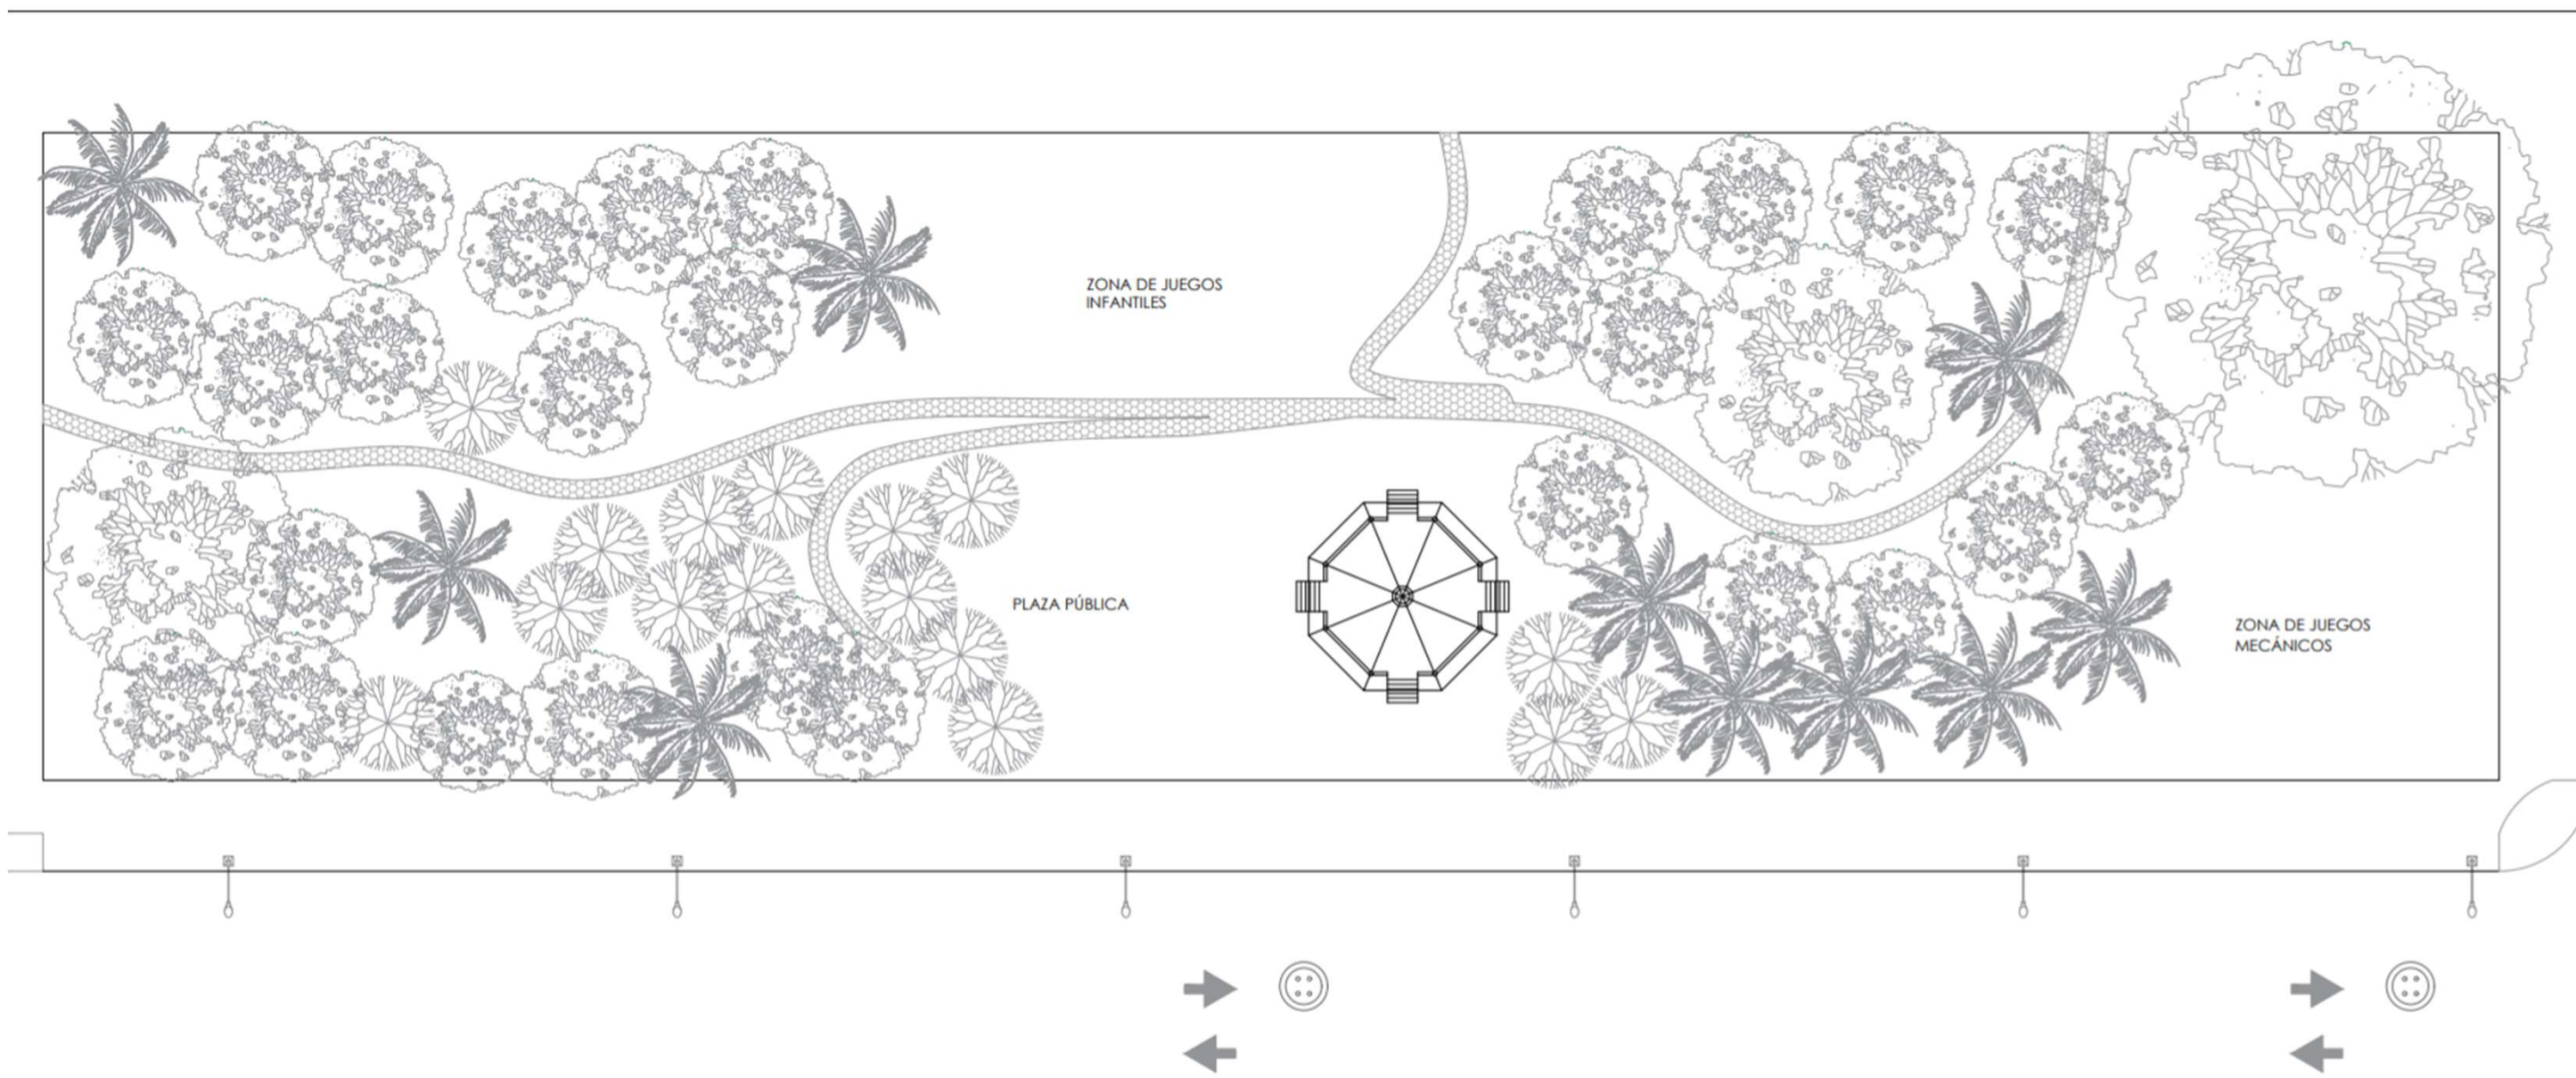 ZONA DE JUEGOS
INFANTILES
PLAZA PÚBLICA
ZONA DE JUEGOS
MECÁNICOS